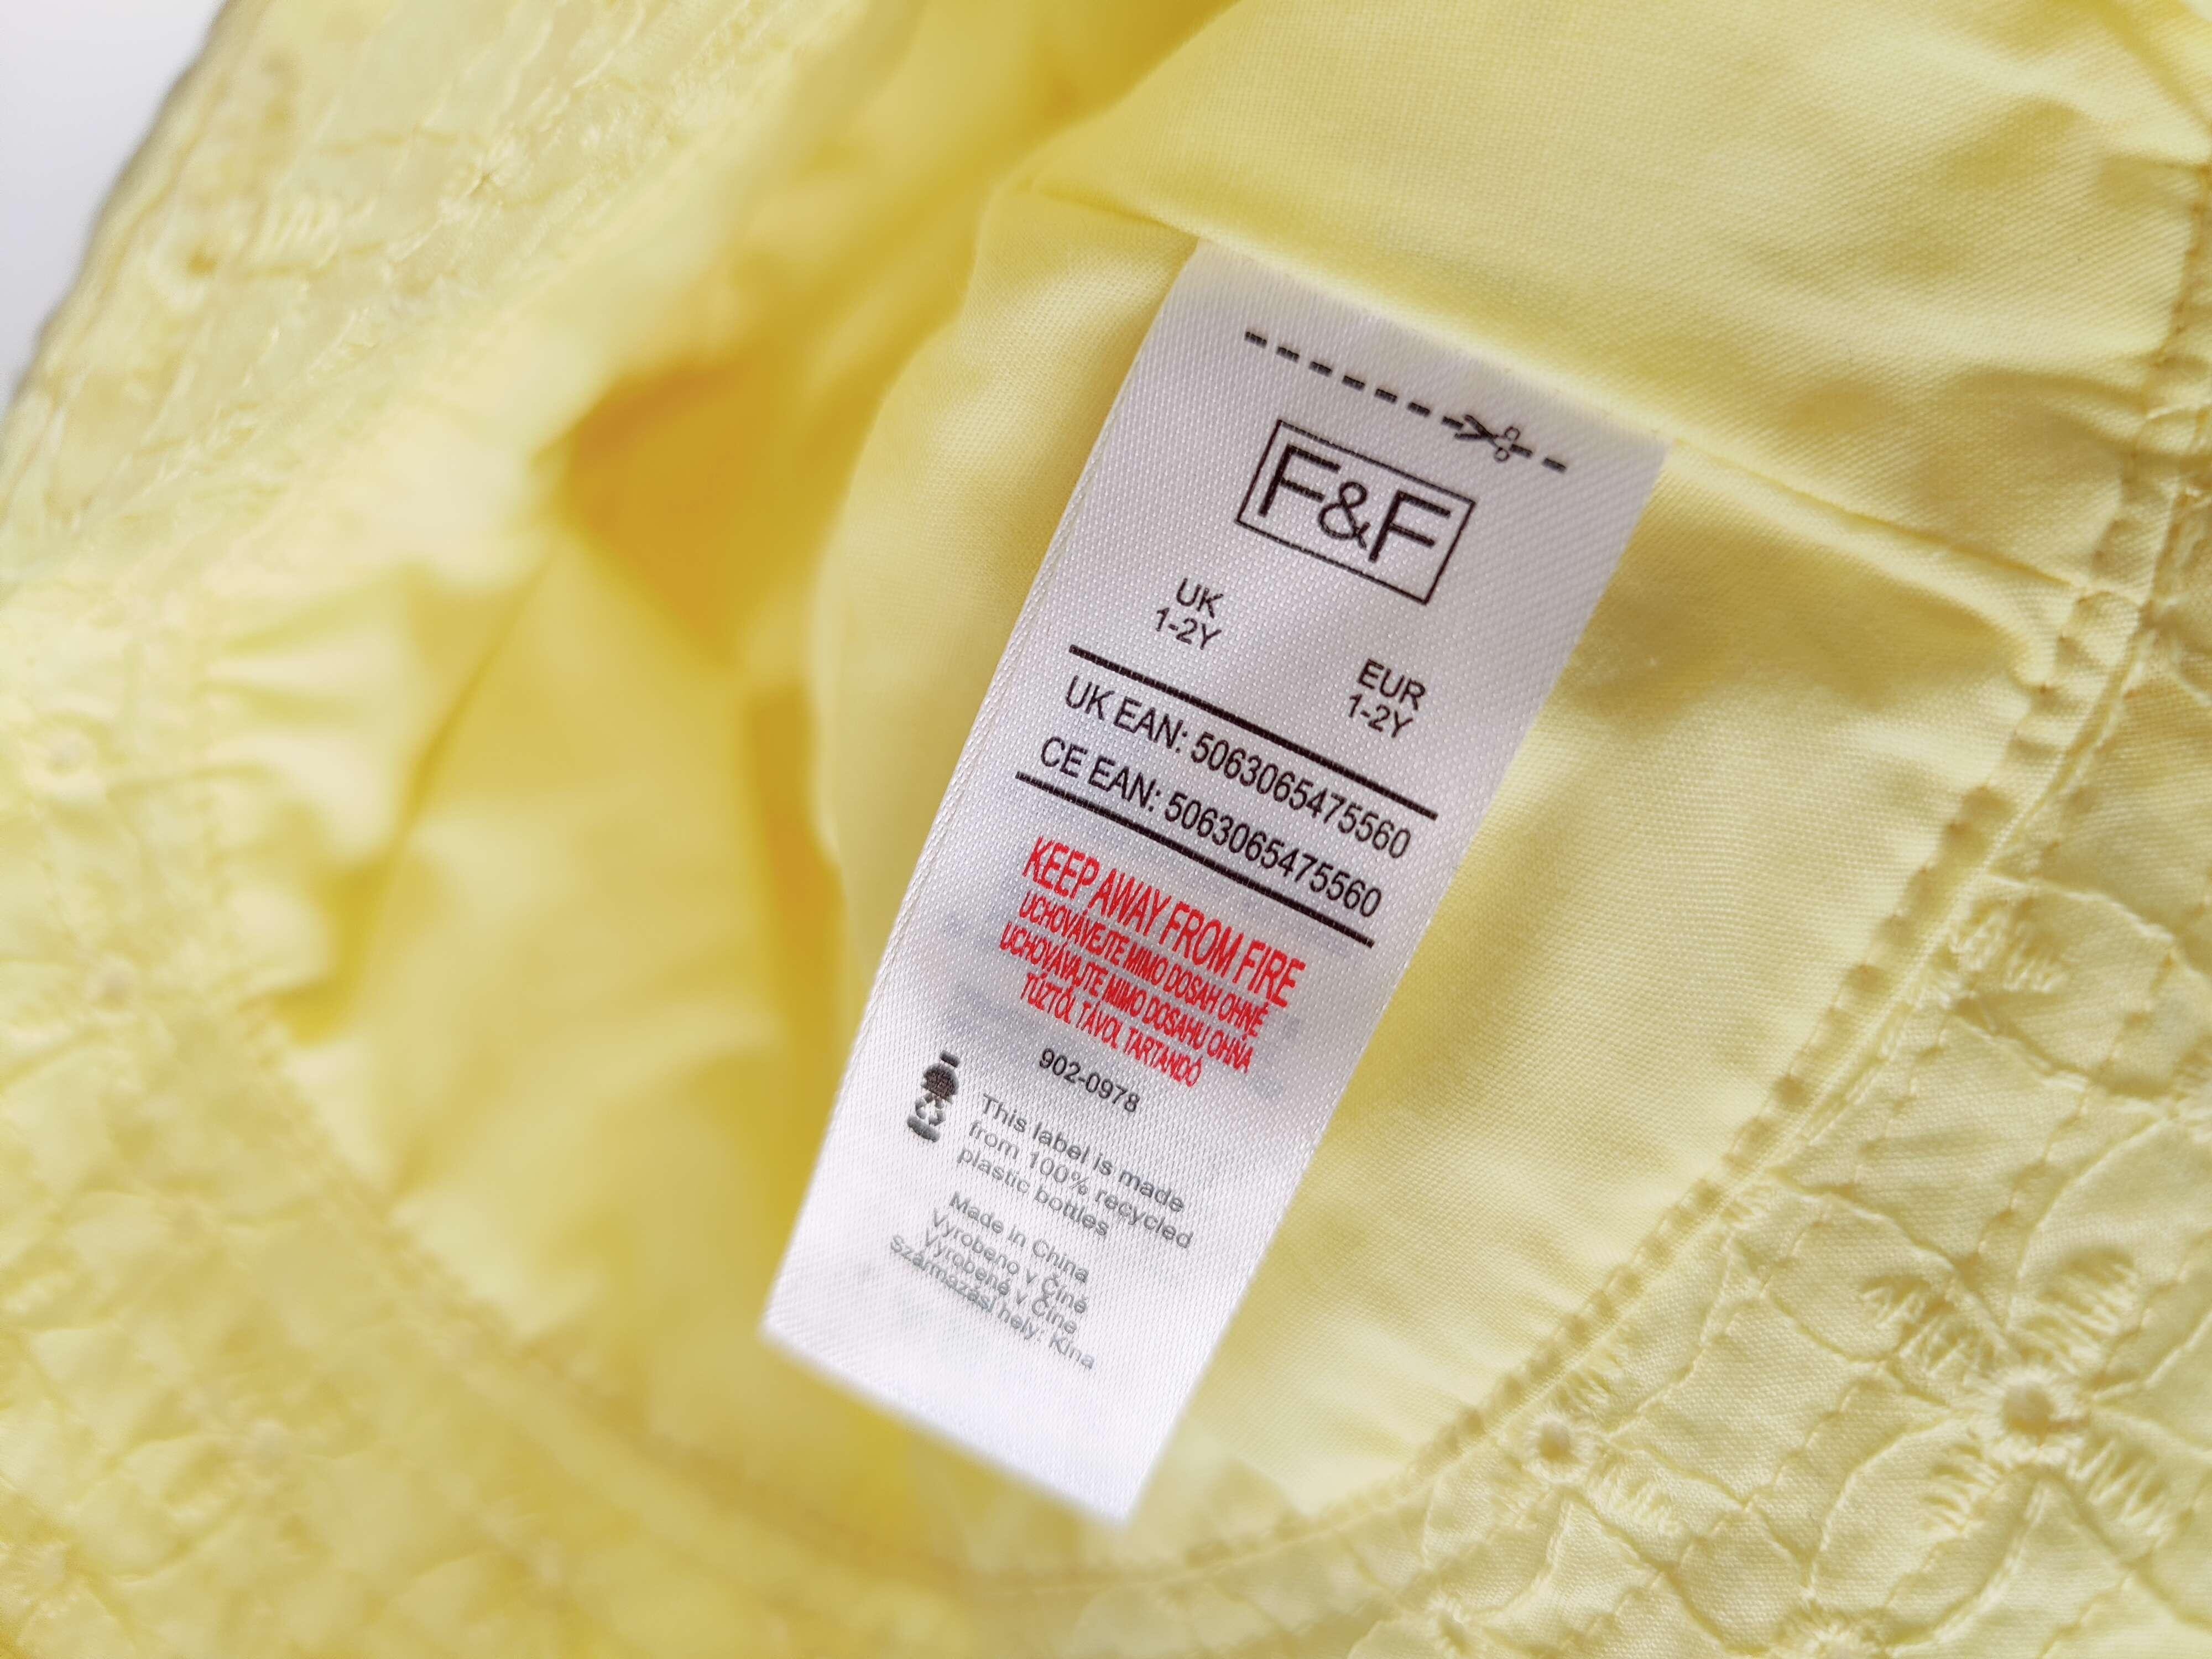 F&F
UK
1-2Y
EUR
1-2Y
UK EAN: 5063065475560
CE EAN: 5063065475560
KEEP AWAY FROM FIRE
UCHOVÁVEJTE MIMO DOSAH OHNĚ
UCHOVÁVAJTE MIMO DOSAHU OHŇA
TŰZTŐL TÁVOL TARTANDÓ
902-0978
This label is made
from 100% recycled
plastic bottles
Made in China
Vyrobeno v Číně
Vyrobené v Číne
Származási hely: Kína